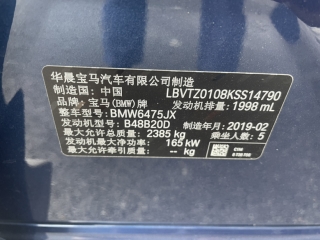 华晨宝马汽车有限公司制造
制造国：中国 LBVTZ0108KSS14790
品牌：宝马(BMW)牌 发动机排量：1998 mL
整车型号：BMW6475JX
发动机型号：B48B20D
最大允许总质量：2385 kg 制造年月：2019-02
发动机最大净功率：165 kW 乘坐人数：5
最大允许牵引质量：- kg